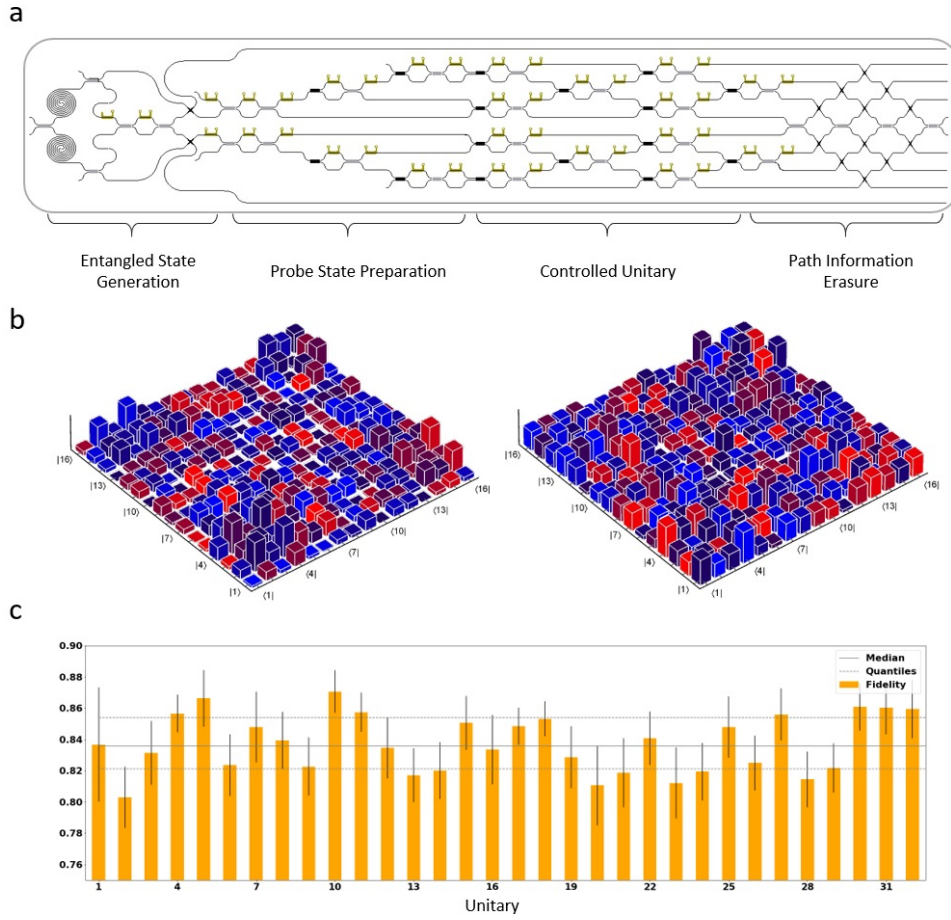 a
Entangled State
Generation
Probe State Preparation
Controlled Unitary
Path Information
Erasure
b
|16⟩
|13⟩
|10⟩
|7⟩
|4⟩
|1⟩
⟨1|
⟨4|
⟨7|
⟨10|
⟨13|
⟨16|
|16⟩
|13⟩
|10⟩
|7⟩
|4⟩
|1⟩
⟨1|
⟨4|
⟨7|
⟨10|
⟨13|
⟨16|
c
0.90
0.88
0.86
0.84
0.82
0.80
0.78
0.76
Median
Quantiles
Fidelity
1 4 7 10 13 16 19 22 25 28 31
Unitary